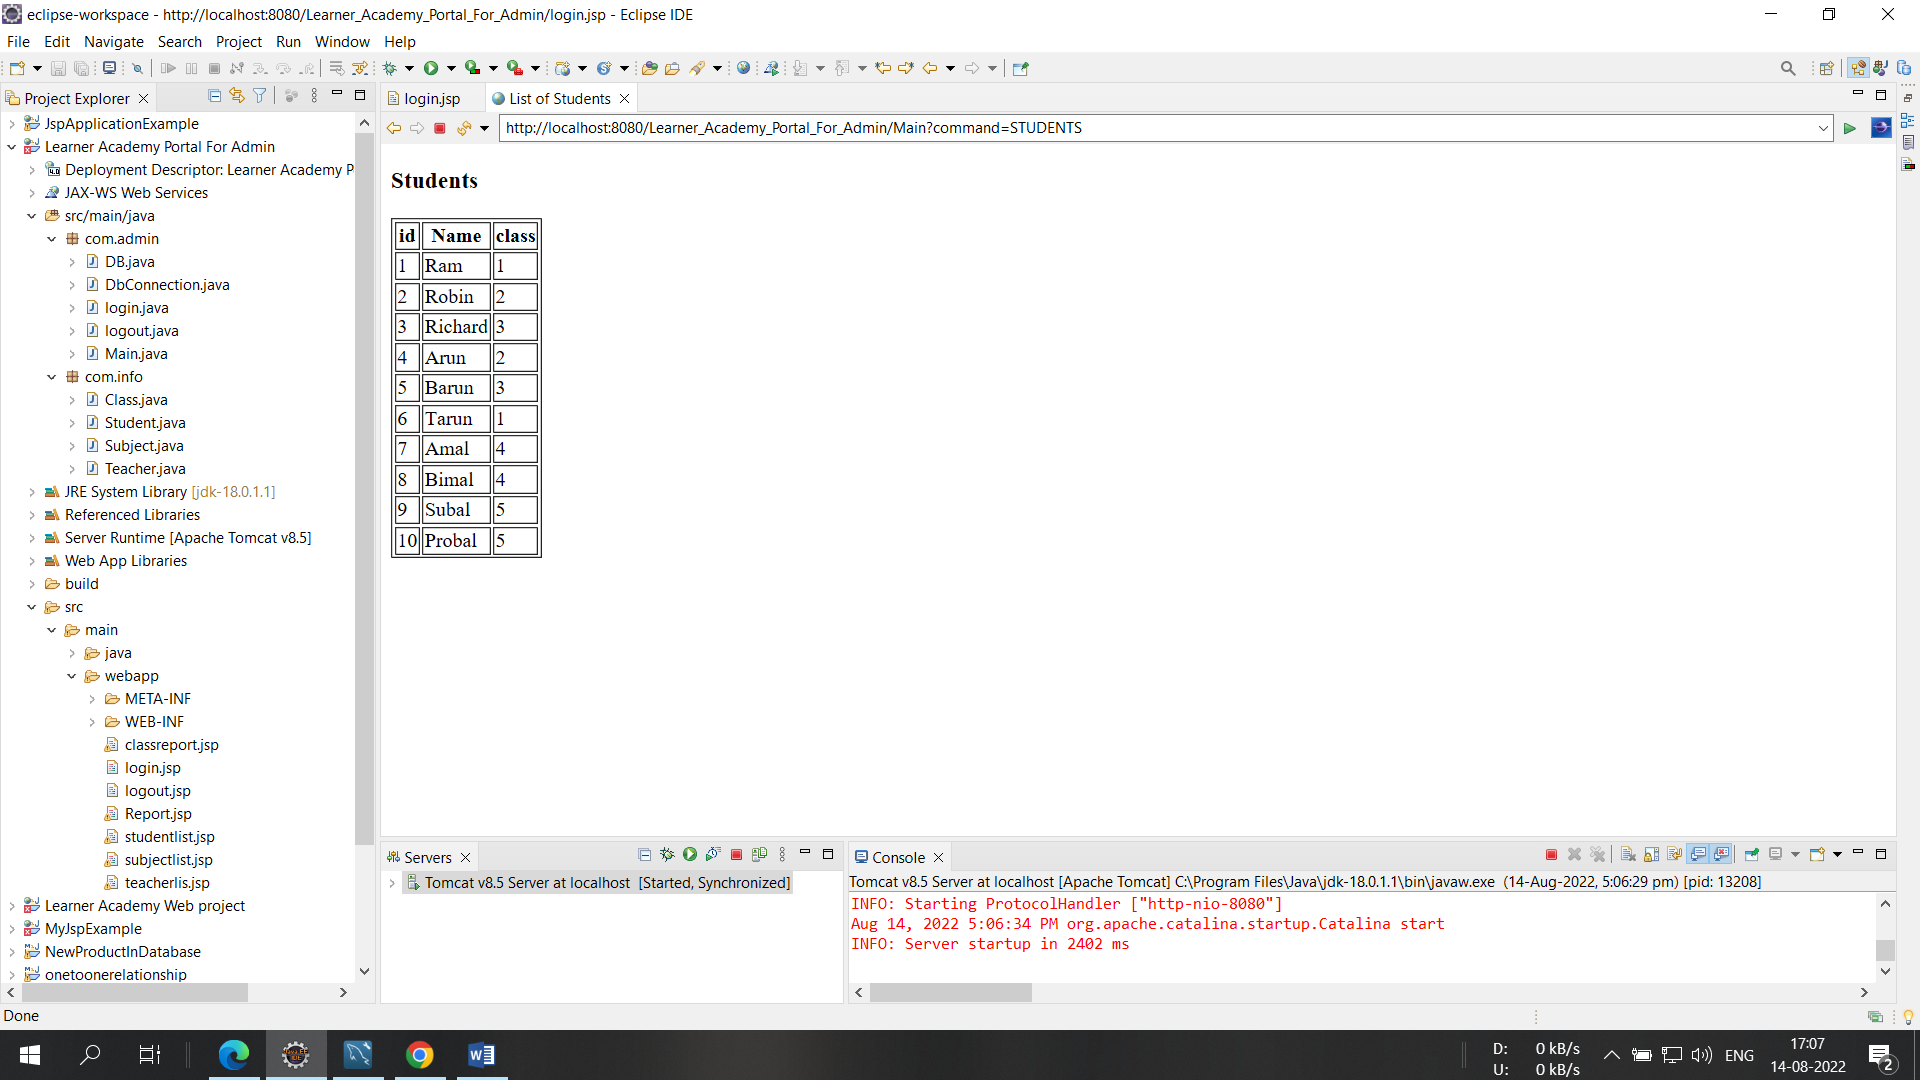 eclipse-workspace - http://localhost:8080/Learner_Academy_Portal_For_Admin/login.jsp - Eclipse IDE
File Edit Navigate Search Project Run Window Help
Project Explorer
JspApplicationExample
Learner Academy Portal For Admin
Deployment Descriptor: Learner Academy P
JAX-WS Web Services
src/main/java
com.admin
DB.java
DbConnection.java
login.java
logout.java
Main.java
com.info
Class.java
Student.java
Subject.java
Teacher.java
JRE System Library [jdk-18.0.1.1]
Referenced Libraries
Server Runtime [Apache Tomcat v8.5]
Web App Libraries
build
src
main
java
webapp
META-INF
WEB-INF
classreport.jsp
login.jsp
logout.jsp
Report.jsp
studentlist.jsp
subjectlist.jsp
teacherlis.jsp
Learner Academy Web project
MyJspExample
NewProductInDatabase
onetoonerelationship
login.jsp List of Students
http://localhost:8080/Learner_Academy_Portal_For_Admin/Main?command=STUDENTS
Students
id Name class
1 Ram 1
2 Robin 2
3 Richard 3
4 Arun 2
5 Barun 3
6 Tarun 1
7 Amal 4
8 Bimal 4
9 Subal 5
10 Probal 5
Servers
Tomcat v8.5 Server at localhost [Started, Synchronized]
Console
Tomcat v8.5 Server at localhost [Apache Tomcat] C:\Program Files\Java\jdk-18.0.1.1\bin\javaw.exe (14-Aug-2022, 5:06:29 pm) [pid: 13208]
INFO: Starting ProtocolHandler ["http-nio-8080"]
Aug 14, 2022 5:06:34 PM org.apache.catalina.startup.Catalina start
INFO: Server startup in 2402 ms
Done
D: 0 kB/s
U: 0 kB/s
ENG
17:07
14-08-2022
2